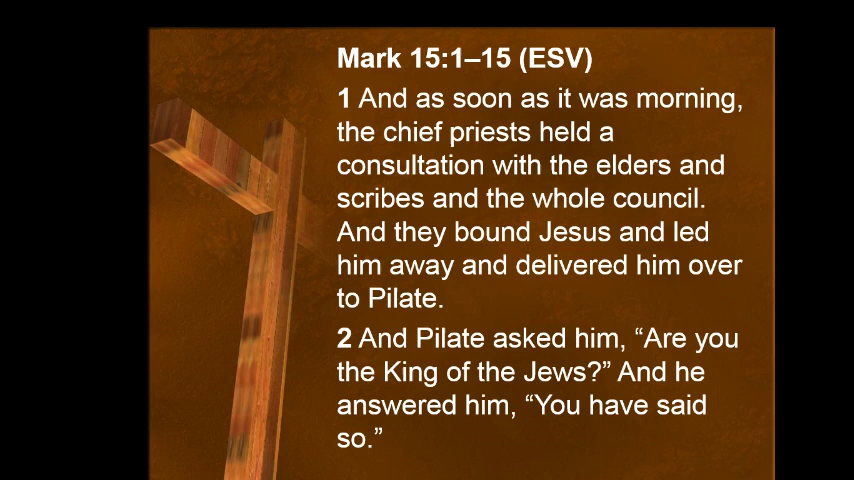 Mark 15:1–15 (ESV)
1 And as soon as it was morning,
the chief priests held a
consultation with the elders and
scribes and the whole council.
And they bound Jesus and led
him away and delivered him over
to Pilate.
2 And Pilate asked him, “Are you
the King of the Jews?” And he
answered him, “You have said
so.”